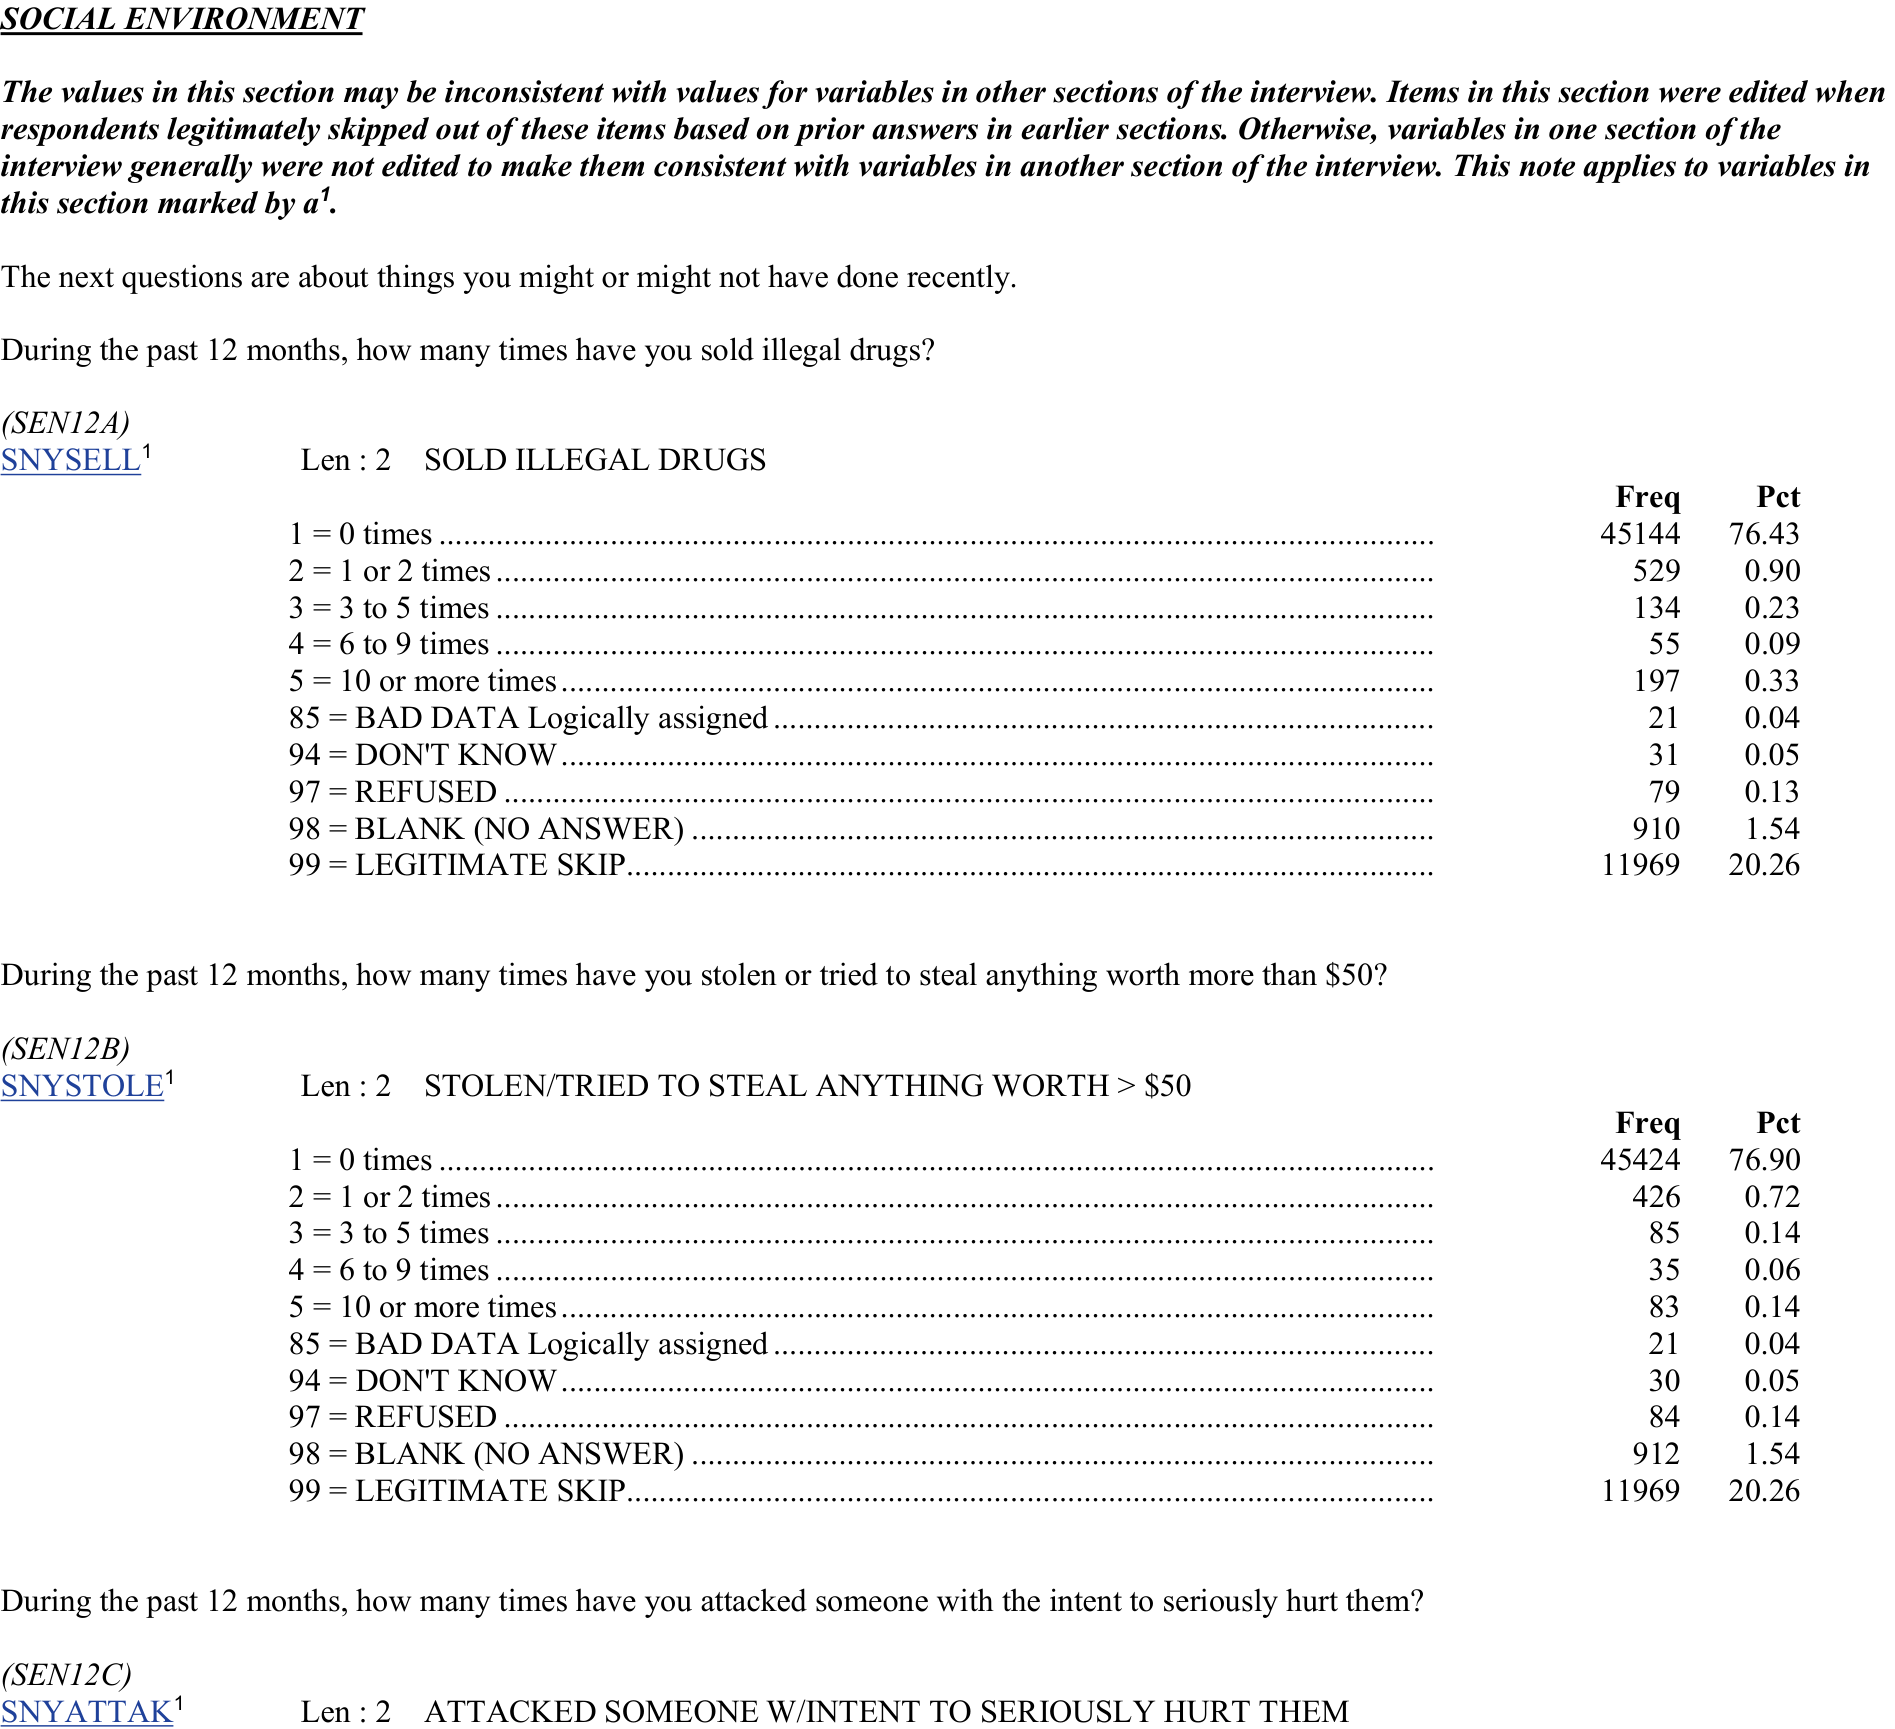 SOCIAL ENVIRONMENT
The values in this section may be inconsistent with values for variables in other sections of the interview. Items in this section were edited when
respondents legitimately skipped out of these items based on prior answers in earlier sections. Otherwise, variables in one section of the
interview generally were not edited to make them consistent with variables in another section of the interview. This note applies to variables in
this section marked by a¹.
The next questions are about things you might or might not have done recently.
During the past 12 months, how many times have you sold illegal drugs?
(SEN12A)
SNYSELL¹ Len : 2 SOLD ILLEGAL DRUGS
Freq Pct
1 = 0 times ........ 45144 76.43
2 = 1 or 2 times ........ 529 0.90
3 = 3 to 5 times ........ 134 0.23
4 = 6 to 9 times ........ 55 0.09
5 = 10 or more times ........ 197 0.33
85 = BAD DATA Logically assigned ........ 21 0.04
94 = DON'T KNOW ........ 31 0.05
97 = REFUSED ........ 79 0.13
98 = BLANK (NO ANSWER) ........ 910 1.54
99 = LEGITIMATE SKIP ........ 11969 20.26
During the past 12 months, how many times have you stolen or tried to steal anything worth more than $50?
(SEN12B)
SNYSTOLE¹ Len : 2 STOLEN/TRIED TO STEAL ANYTHING WORTH > $50
Freq Pct
1 = 0 times ........ 45424 76.90
2 = 1 or 2 times ........ 426 0.72
3 = 3 to 5 times ........ 85 0.14
4 = 6 to 9 times ........ 35 0.06
5 = 10 or more times ........ 83 0.14
85 = BAD DATA Logically assigned ........ 21 0.04
94 = DON'T KNOW ........ 30 0.05
97 = REFUSED ........ 84 0.14
98 = BLANK (NO ANSWER) ........ 912 1.54
99 = LEGITIMATE SKIP ........ 11969 20.26
During the past 12 months, how many times have you attacked someone with the intent to seriously hurt them?
(SEN12C)
SNYATTAK¹ Len : 2 ATTACKED SOMEONE W/INTENT TO SERIOUSLY HURT THEM